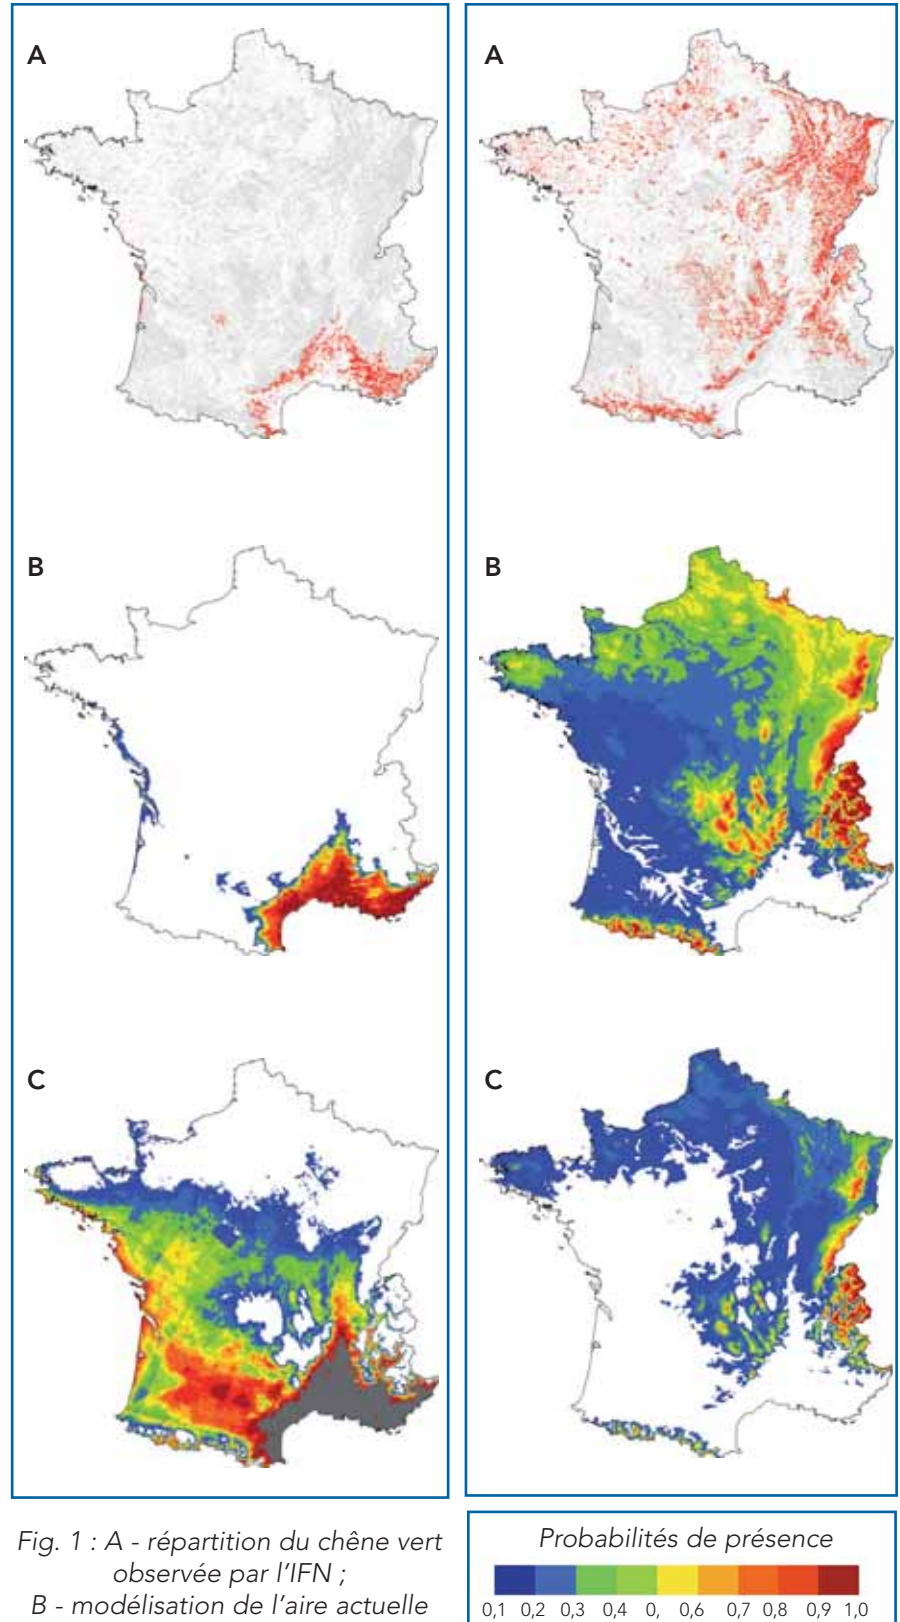 A
A
B
B
C
C
Fig. 1 : A - répartition du chêne vert
observée par l'IFN ;
B - modélisation de l'aire actuelle
Probabilités de présence
0,1 0,2 0,3 0,4 0, 0,6 0,7 0,8 0,9 1,0